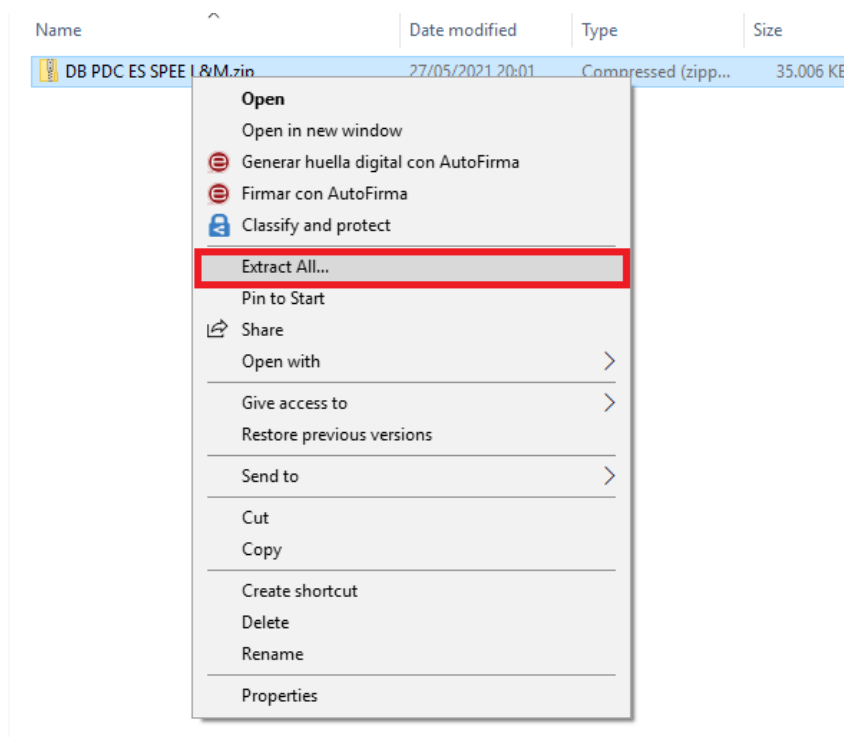 Name Date modified Type Size
DB PDC ES SPEE L&M.zip 27/05/2021 20:01 Compressed (zipp... 35.006 KB
Open
Open in new window
Generar huella digital con AutoFirma
Firmar con AutoFirma
Classify and protect
Extract All...
Pin to Start
Share
Open with
Give access to
Restore previous versions
Send to
Cut
Copy
Create shortcut
Delete
Rename
Properties